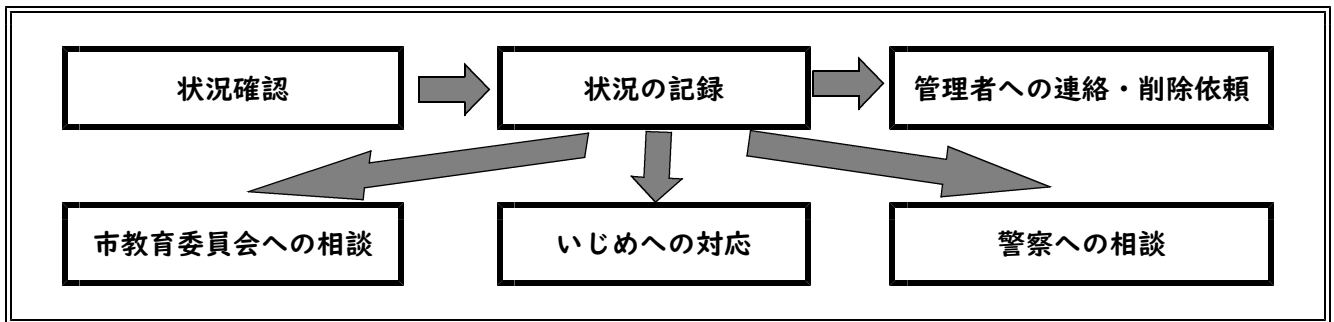 状況確認
状況の記録
管理者への連絡・削除依頼
市教育委員会への相談
いじめへの対応
警察への相談